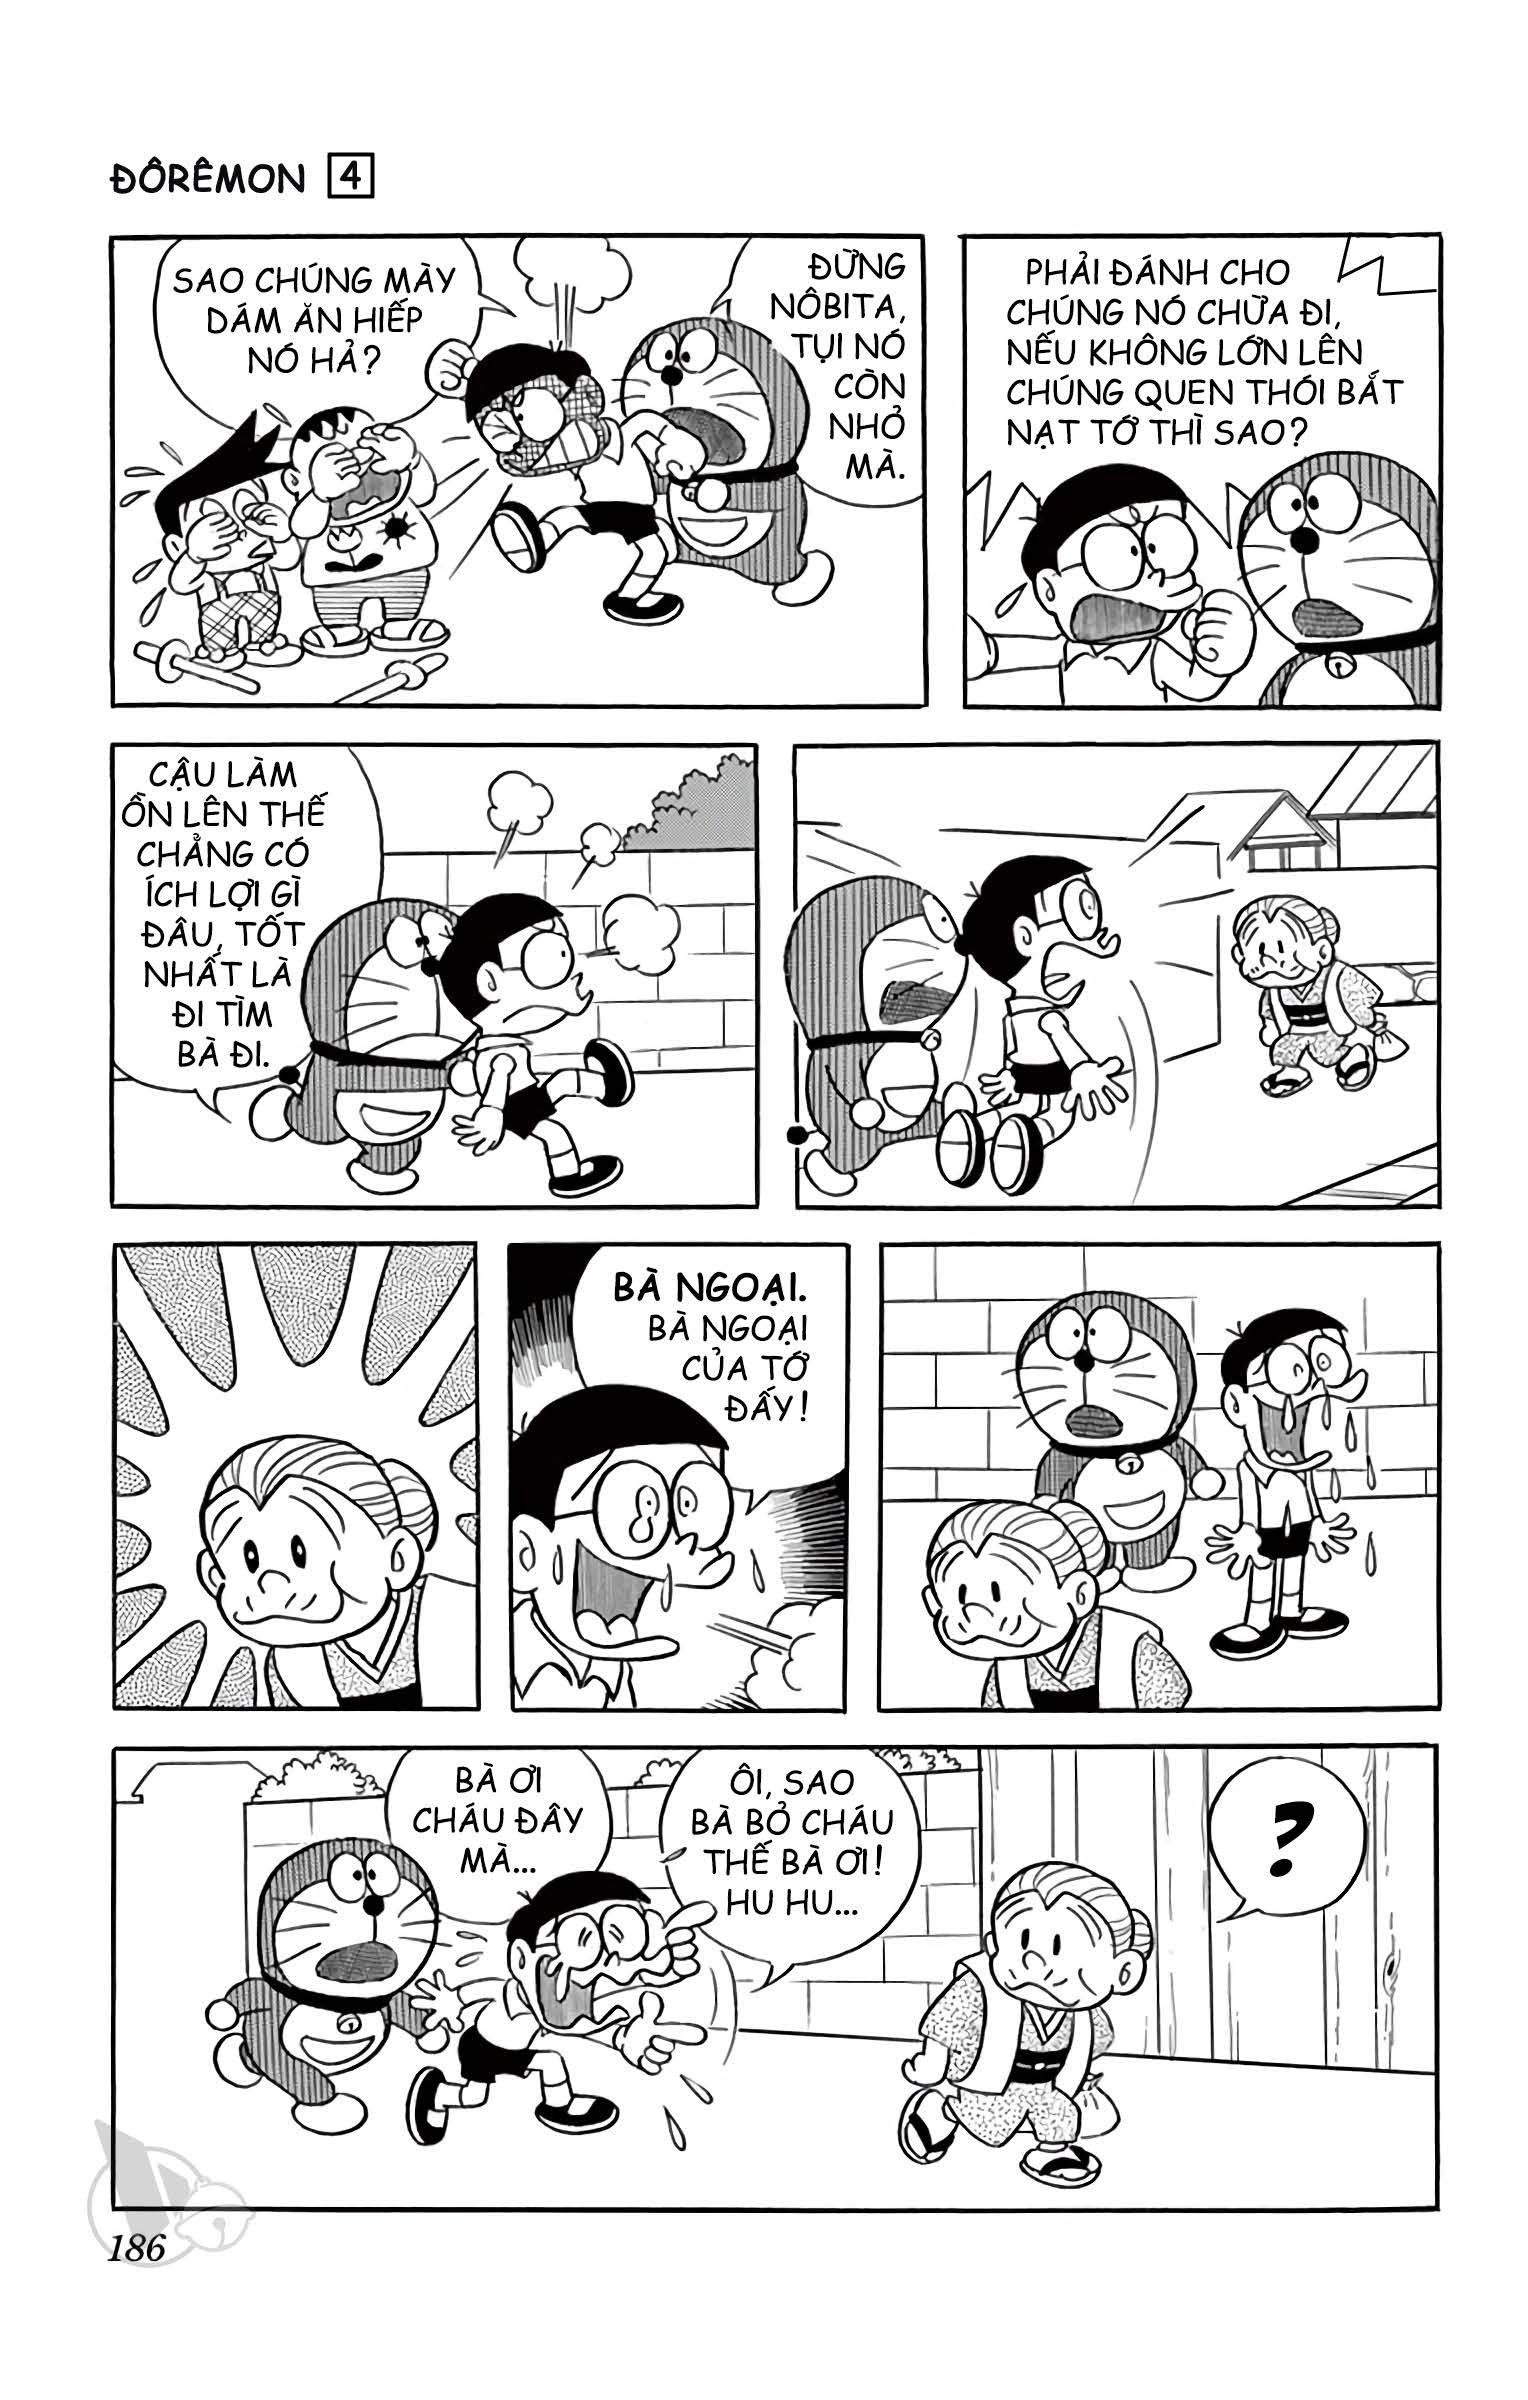 ĐÔRÊMON 4
SAO CHÚNG MÀY
DÁM ĂN HIẾP
NÓ HẢ?
ĐỪNG
NÔBITA,
TỤI NÓ
CÒN
NHỎ
MÀ.
PHẢI ĐÁNH CHO
CHÚNG NÓ CHỪA ĐI,
NẾU KHÔNG LỚN LÊN
CHÚNG QUEN THÓI BẮT
NẠT TỚ THÌ SAO?
CẬU LÀM
ỒN LÊN THẾ
CHẲNG CÓ
ÍCH LỢI GÌ
ĐÂU, TỐT
NHẤT LÀ
ĐI TÌM
BÀ ĐI.
BÀ NGOẠI.
BÀ NGOẠI
CỦA TỚ
ĐẤY!
BÀ ƠI
CHÁU ĐÂY
MÀ...
ÔI, SAO
BÀ BỎ CHÁU
THẾ BÀ ƠI!
HU HU...
?
186